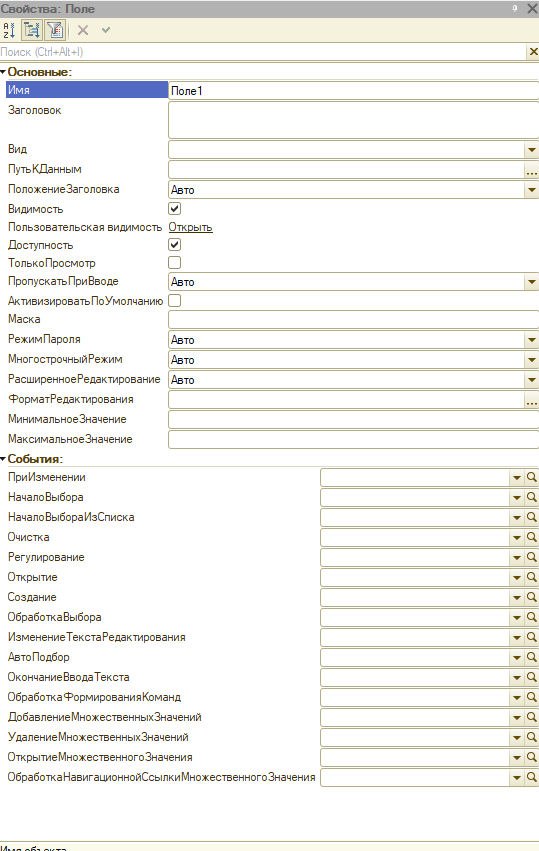 Свойства: Поле
Поиск (Ctrl+Alt+I)
Основные:
Имя Поле1
Заголовок
Вид
ПутьКДанным ...
ПоложениеЗаголовка Авто
Видимость
Пользовательская видимость Открыть
Доступность
ТолькоПросмотр
ПропускатьПриВводе Авто
АктивизироватьПоУмолчанию
Маска
РежимПароля Авто
МногострочныйРежим Авто
РасширенноеРедактирование Авто
ФорматРедактирования ...
МинимальноеЗначение
МаксимальноеЗначение
События:
ПриИзменении
НачалоВыбора
НачалоВыбораИзСписка
Очистка
Регулирование
Открытие
Создание
ОбработкаВыбора
ИзменениеТекстаРедактирования
АвтоПодбор
ОкончаниеВводаТекста
ОбработкаФормированияКоманд
ДобавлениеМножественныхЗначений
УдалениеМножественныхЗначений
ОткрытиеМножественногоЗначения
ОбработкаНавигационнойСсылкиМножественногоЗначения
Имя объекта